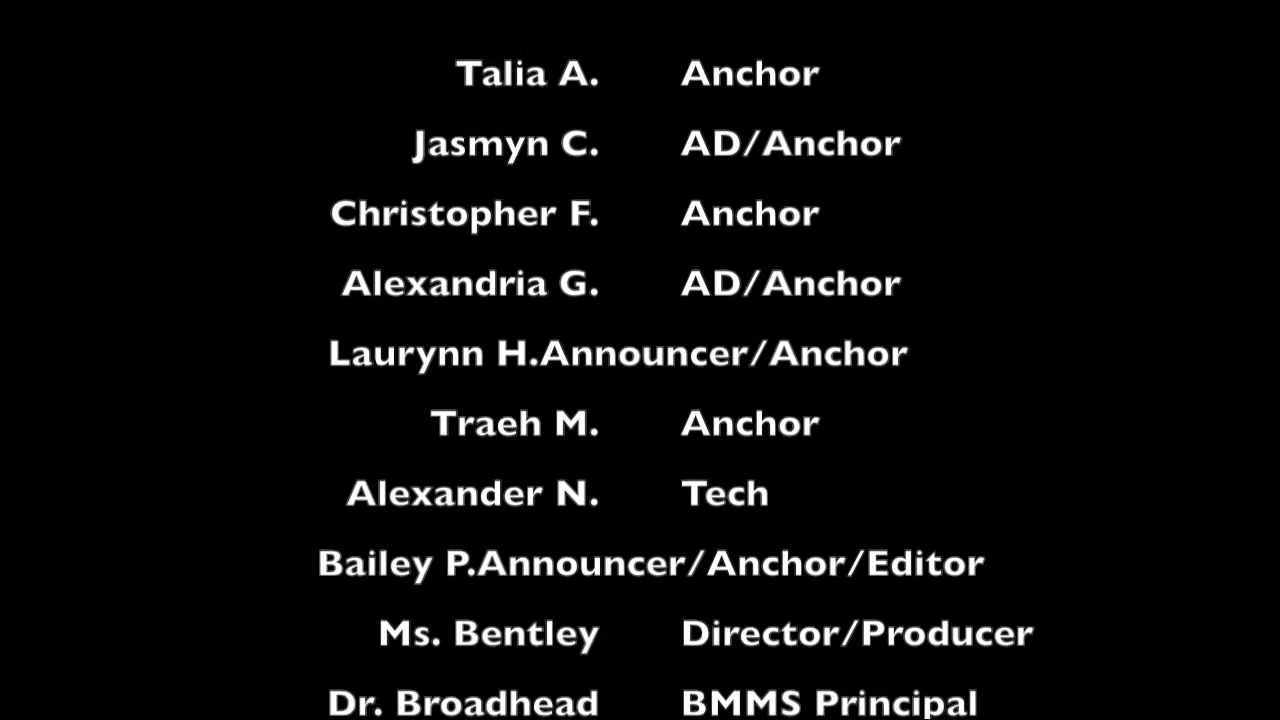 Talia A. Anchor
Jasmyn C. AD/Anchor
Christopher F. Anchor
Alexandria G. AD/Anchor
Laurynn H.Announcer/Anchor
Traeh M. Anchor
Alexander N. Tech
Bailey P.Announcer/Anchor/Editor
Ms. Bentley Director/Producer
Dr. Broadhead BMMS Principal